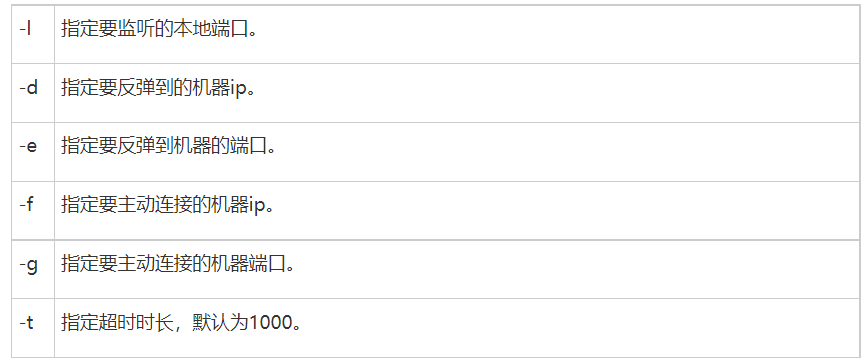 -l 指定要监听的本地端口。
-d 指定要反弹到的机器ip。
-e 指定要反弹到机器的端口。
-f 指定要主动连接的机器ip。
-g 指定要主动连接的机器端口。
-t 指定超时时长，默认为1000。